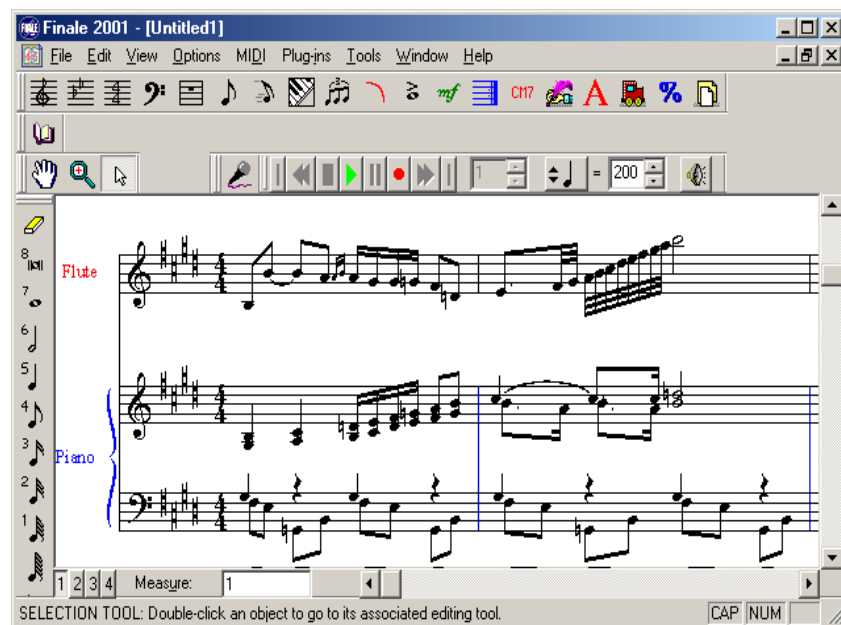 Finale 2001 - [Untitled1]
File Edit View Options MIDI Plug-ins Tools Window Help
mf CM7 A %
1 = 200
8
Flute
7
6
5
4
3
Piano
2
1
1 2 3 4 Measure: 1
SELECTION TOOL: Double-click an object to go to its associated editing tool. CAP NUM